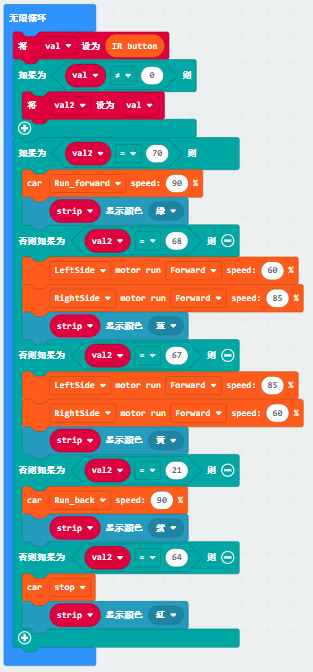 无限循环
将 val 设为 IR button
如果为 val ≠ 0 则
将 val2 设为 val
如果为 val2 = 70 则
car Run_forward speed: 90 %
strip 显示颜色 绿
否则如果为 val2 = 68 则
LeftSide motor run Forward speed: 60 %
RightSide motor run Forward speed: 85 %
strip 显示颜色 蓝
否则如果为 val2 = 67 则
LeftSide motor run Forward speed: 85 %
RightSide motor run Forward speed: 60 %
strip 显示颜色 黄
否则如果为 val2 = 21 则
car Run_back speed: 90 %
strip 显示颜色 紫
否则如果为 val2 = 64 则
car stop
strip 显示颜色 红